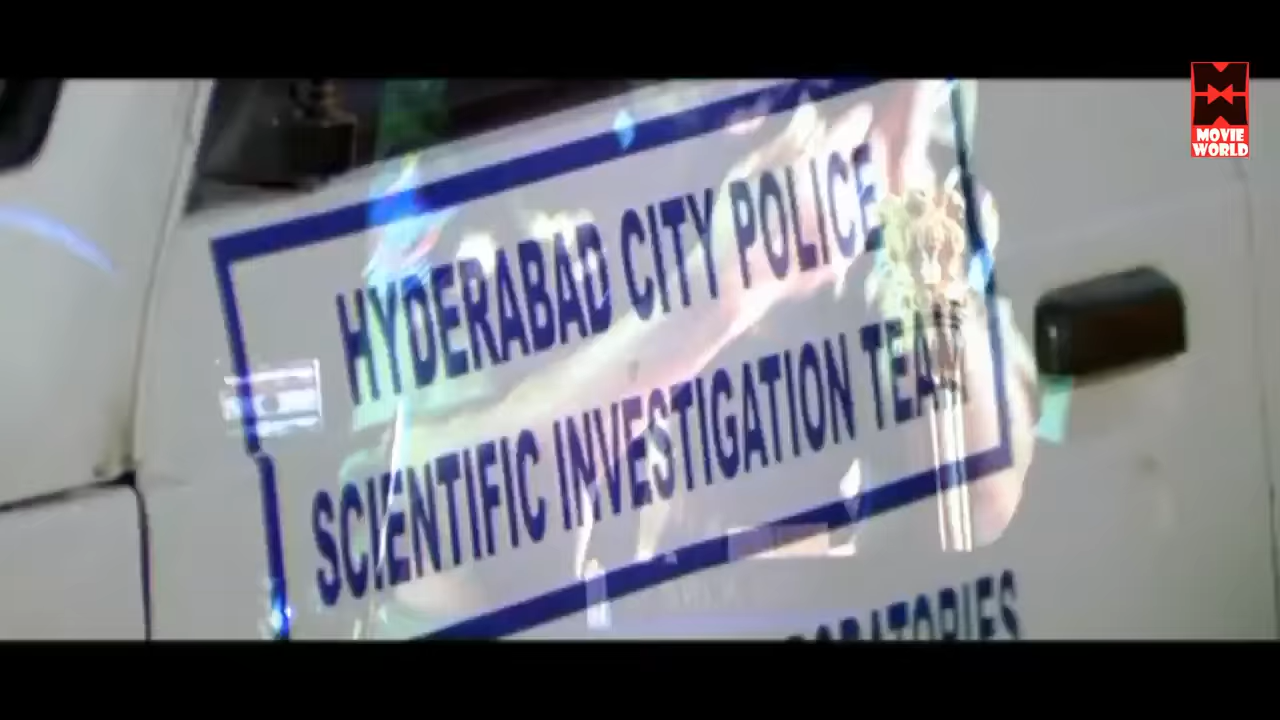 MOVIE
WORLD
HYDERABAD CITY POLICE
SCIENTIFIC INVESTIGATION TEAM